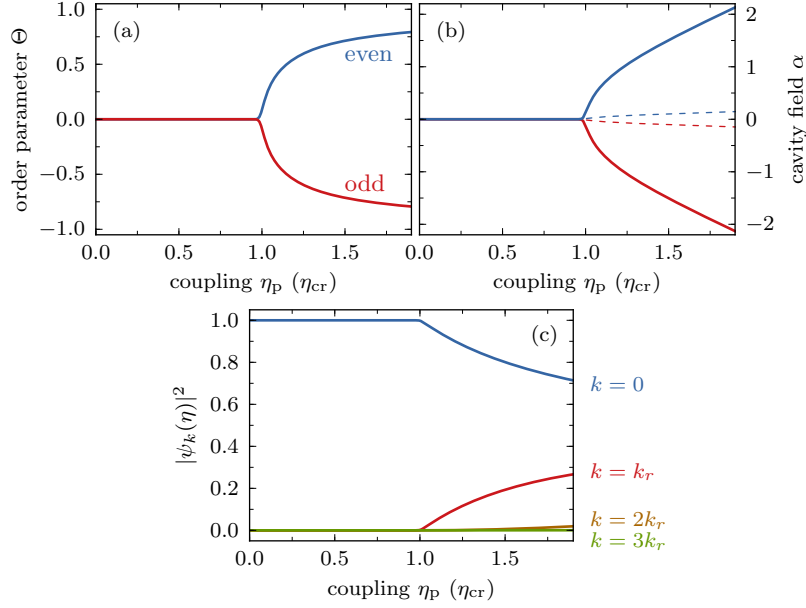 order parameter Θ
1.0
0.5
0.0
−0.5
−1.0
(a)
even
odd
0.0
0.5
1.0
1.5
coupling ηp (ηcr)
(b)
2
1
0
−1
−2
cavity field α
0.0
0.5
1.0
1.5
coupling ηp (ηcr)
|ψk(η)|²
1.0
0.8
0.6
0.4
0.2
0.0
(c)
k = 0
k = kr
k = 2kr
k = 3kr
0.0
0.5
1.0
1.5
coupling ηp (ηcr)